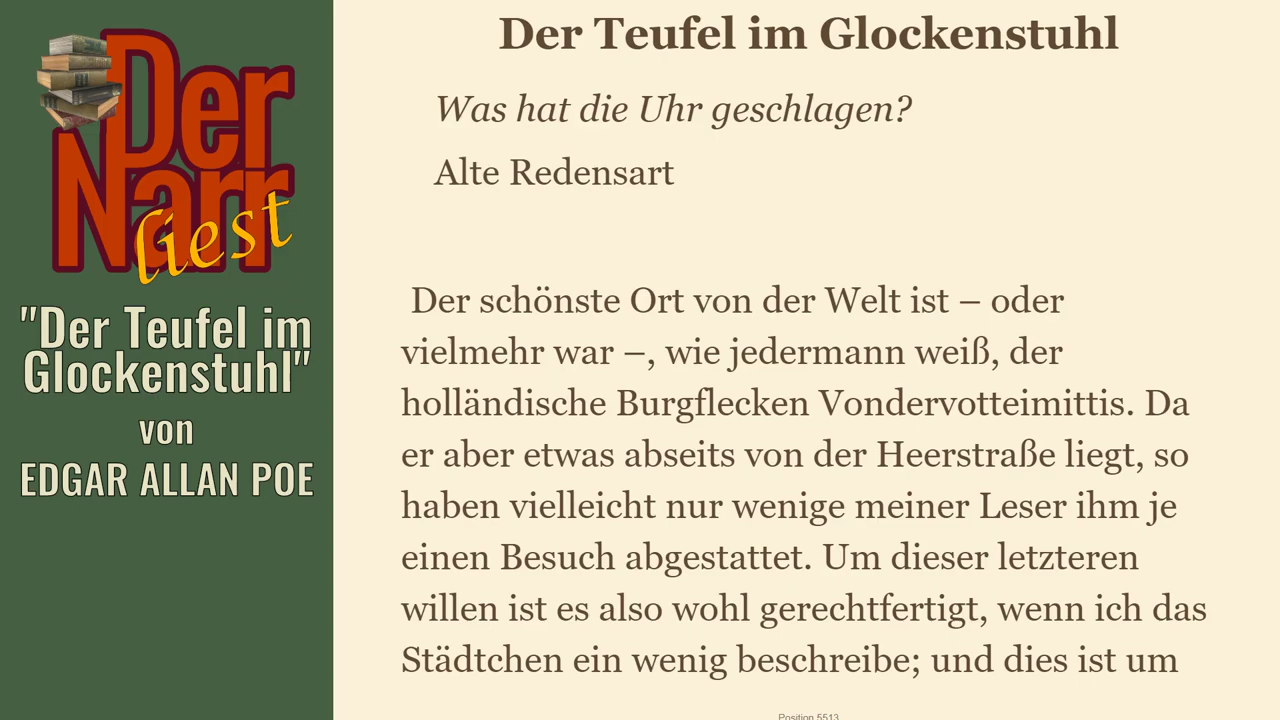 Der
Narr
liest
"Der Teufel im
Glockenstuhl"
von
EDGAR ALLAN POE
Der Teufel im Glockenstuhl
Was hat die Uhr geschlagen?
Alte Redensart
Der schönste Ort von der Welt ist – oder
vielmehr war –, wie jedermann weiß, der
holländische Burgflecken Vondervotteimittis. Da
er aber etwas abseits von der Heerstraße liegt, so
haben vielleicht nur wenige meiner Leser ihm je
einen Besuch abgestattet. Um dieser letzteren
willen ist es also wohl gerechtfertigt, wenn ich das
Städtchen ein wenig beschreibe; und dies ist um
Position 5513